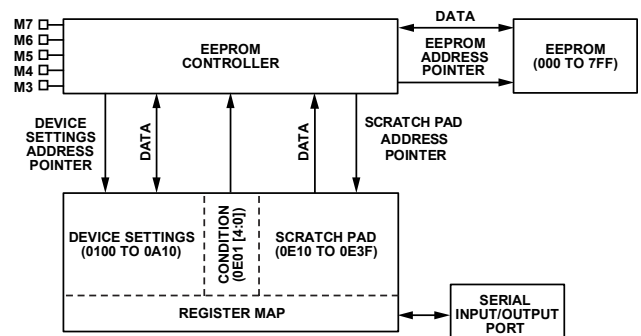 M7
M6
M5
M4
M3
EEPROM
CONTROLLER
DATA
EEPROM
ADDRESS
POINTER
EEPROM
(000 TO 7FF)
DEVICE
SETTINGS
ADDRESS
POINTER
DATA
DATA
SCRATCH PAD
ADDRESS
POINTER
DEVICE SETTINGS
(0100 TO 0A10)
CONDITION
(0E01 [4:0])
SCRATCH PAD
(0E10 TO 0E3F)
REGISTER MAP
SERIAL
INPUT/OUTPUT
PORT